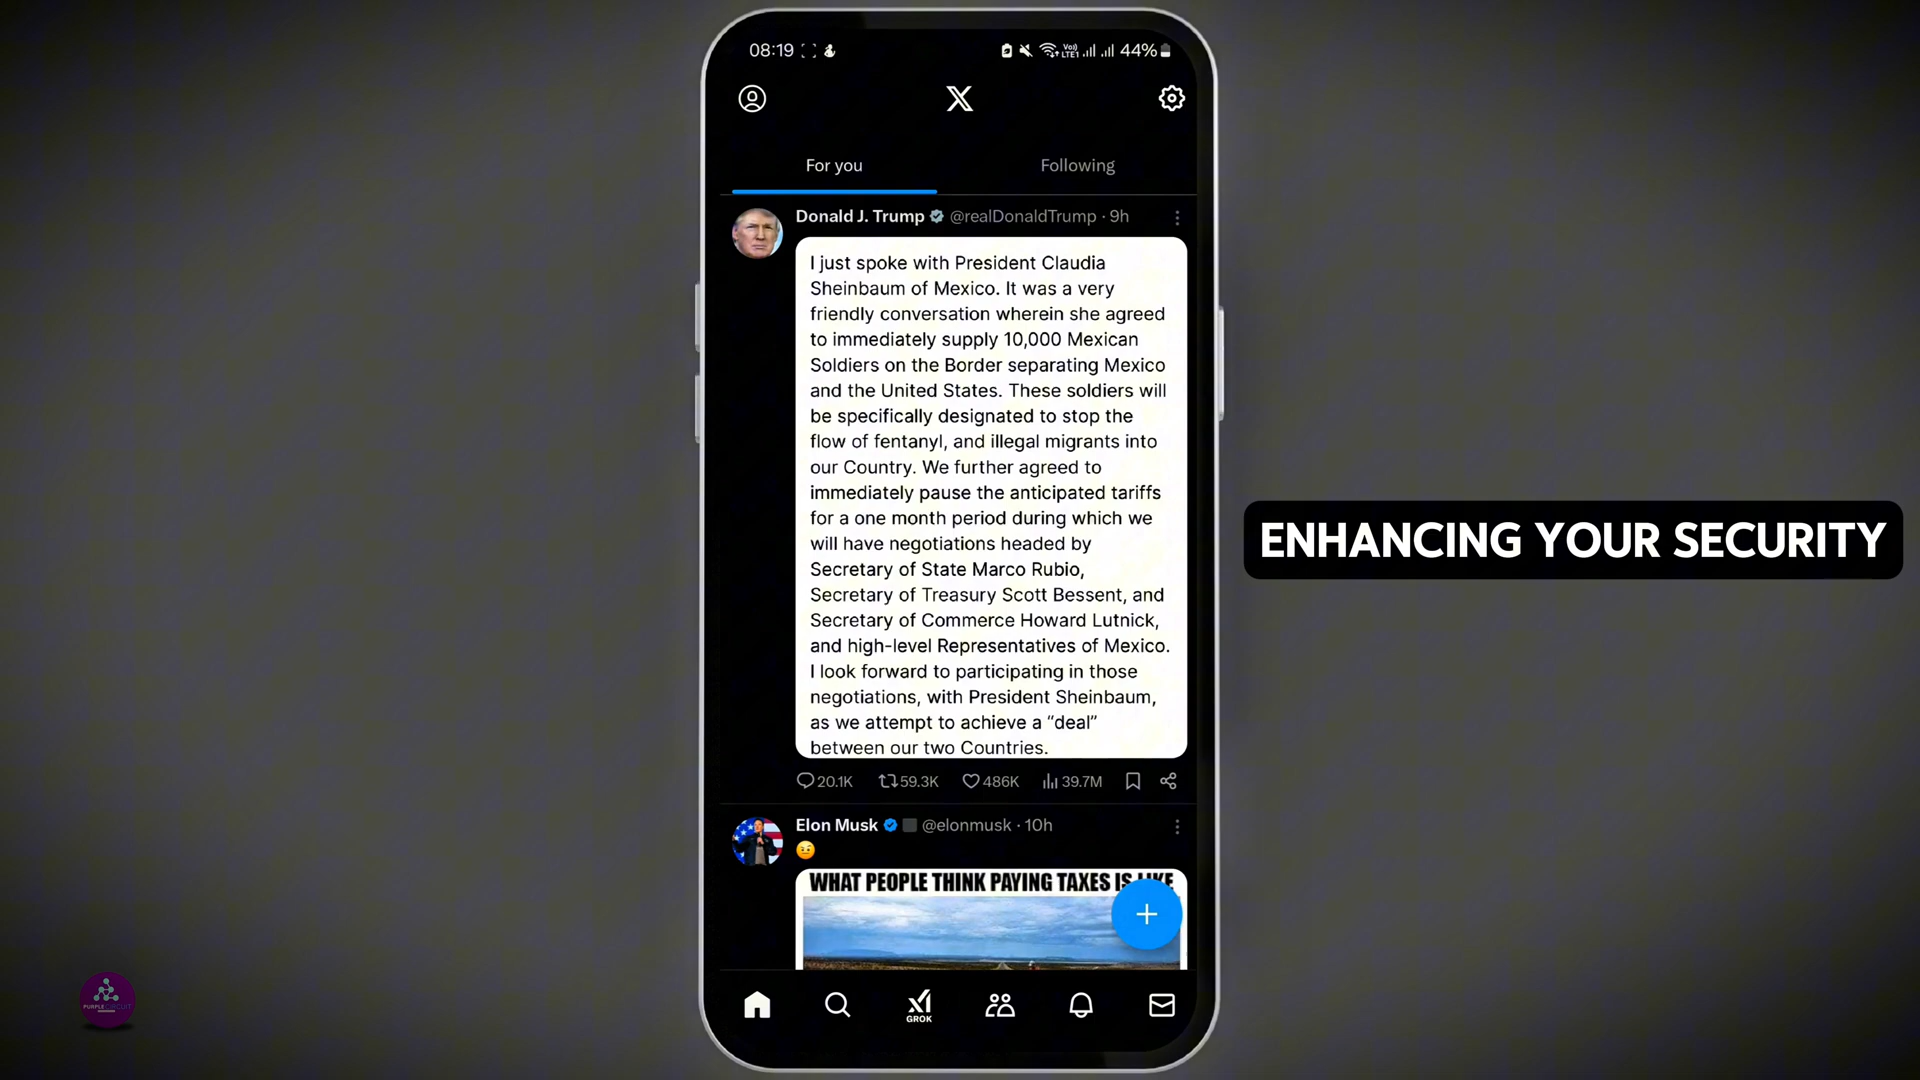 08:19
Vo)) LTE1 44%
X
For you Following
Donald J. Trump @realDonaldTrump · 9h
I just spoke with President Claudia
Sheinbaum of Mexico. It was a very
friendly conversation wherein she agreed
to immediately supply 10,000 Mexican
Soldiers on the Border separating Mexico
and the United States. These soldiers will
be specifically designated to stop the
flow of fentanyl, and illegal migrants into
our Country. We further agreed to
immediately pause the anticipated tariffs
for a one month period during which we
will have negotiations headed by
Secretary of State Marco Rubio,
Secretary of Treasury Scott Bessent, and
Secretary of Commerce Howard Lutnick,
and high-level Representatives of Mexico.
I look forward to participating in those
negotiations, with President Sheinbaum,
as we attempt to achieve a “deal”
between our two Countries.
20.1K 59.3K 486K 39.7M
ENHANCING YOUR SECURITY
Elon Musk @elonmusk · 10h
WHAT PEOPLE THINK PAYING TAXES IS LIKE
GROK
PURPLECIRCUIT